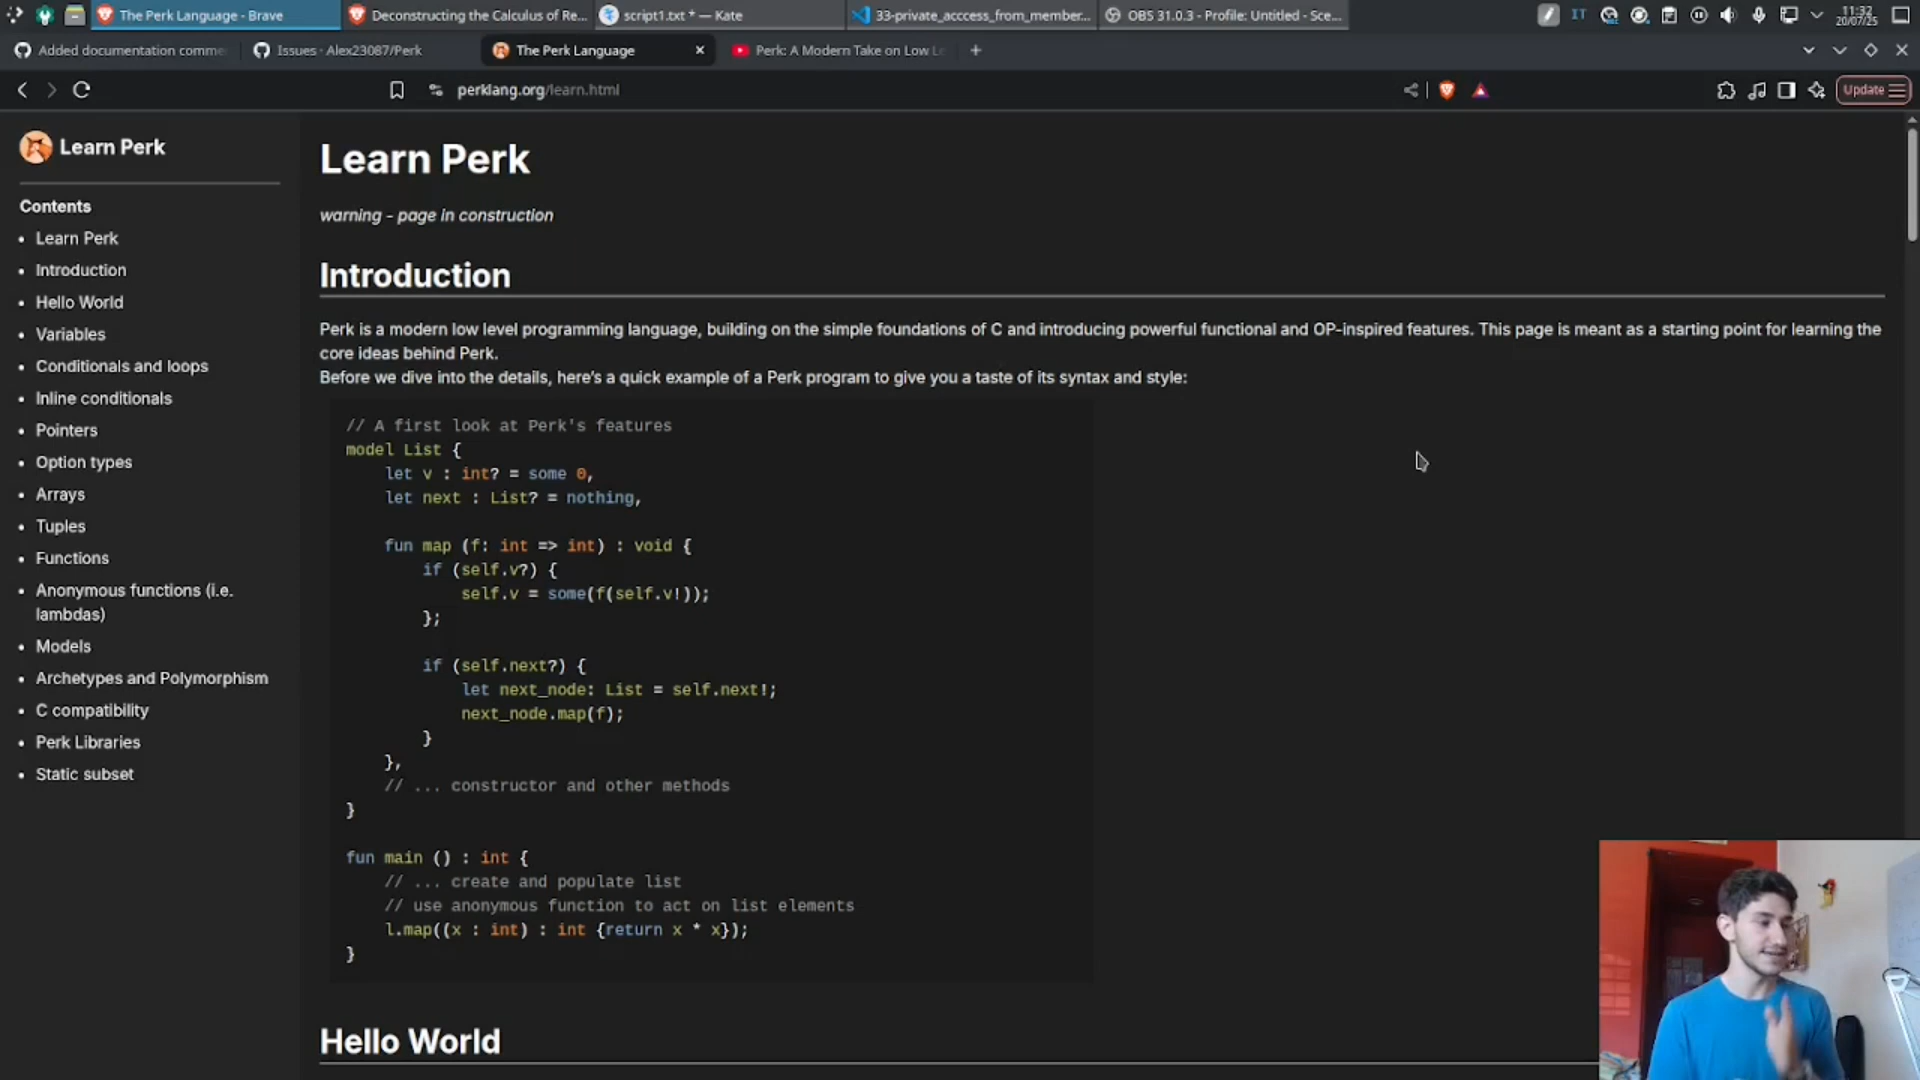 The Perk Language - Brave
Deconstructing the Calculus of Re...
script1.txt * — Kate
33-private_acccess_from_member...
OBS 31.0.3 - Profile: Untitled - Sce...
IT
11:32
20/07/25
Added documentation comme
Issues · Alex23087/Perk
The Perk Language
Perk: A Modern Take on Low Le
perklang.org/learn.html
Update
Learn Perk
Contents
• Learn Perk
• Introduction
• Hello World
• Variables
• Conditionals and loops
• Inline conditionals
• Pointers
• Option types
• Arrays
• Tuples
• Functions
• Anonymous functions (i.e.
lambdas)
• Models
• Archetypes and Polymorphism
• C compatibility
• Perk Libraries
• Static subset
Learn Perk
warning - page in construction
Introduction
Perk is a modern low level programming language, building on the simple foundations of C and introducing powerful functional and OP-inspired features. This page is meant as a starting point for learning the
core ideas behind Perk.
Before we dive into the details, here's a quick example of a Perk program to give you a taste of its syntax and style:
// A first look at Perk's features
model List {
    let v : int? = some 0,
    let next : List? = nothing,
    fun map (f: int => int) : void {
        if (self.v?) {
            self.v = some(f(self.v!));
        };
        if (self.next?) {
            let next_node: List = self.next!;
            next_node.map(f);
        }
    },
    // ... constructor and other methods
}
fun main () : int {
    // ... create and populate list
    // use anonymous function to act on list elements
    l.map((x : int) : int {return x * x});
}
Hello World